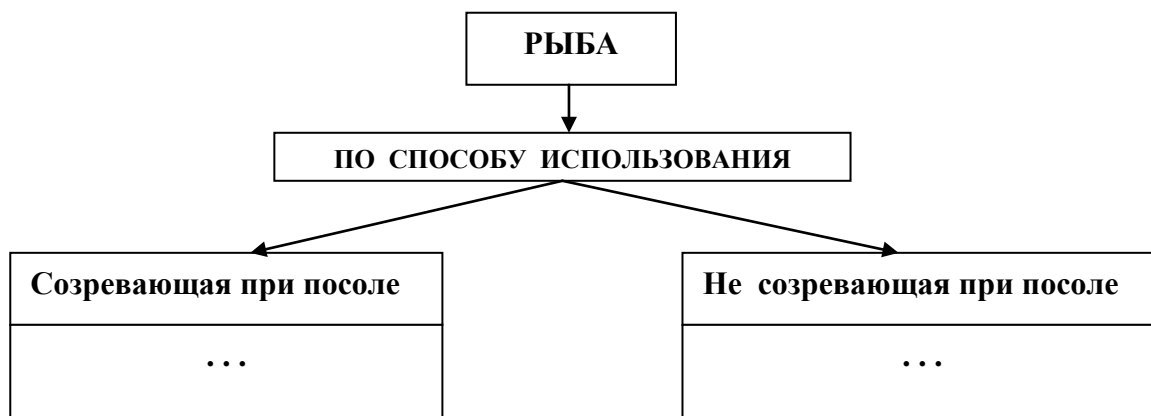 РЫБА
ПО СПОСОБУ ИСПОЛЬЗОВАНИЯ
Созревающая при посоле
Не созревающая при посоле
. . .
. . .